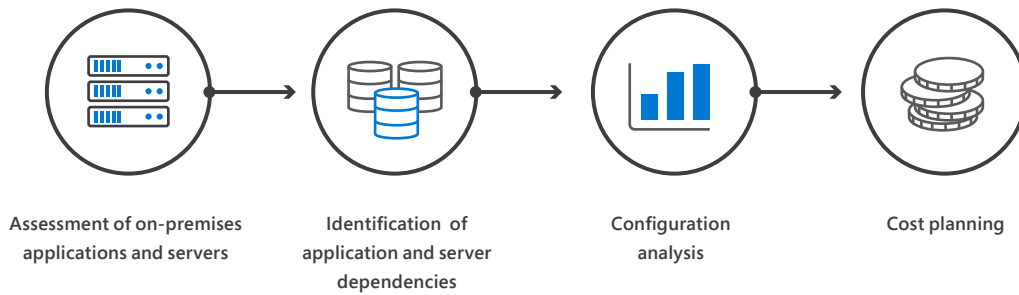 Assessment of on-premises
applications and servers
Identification of
application and server
dependencies
Configuration
analysis
Cost planning